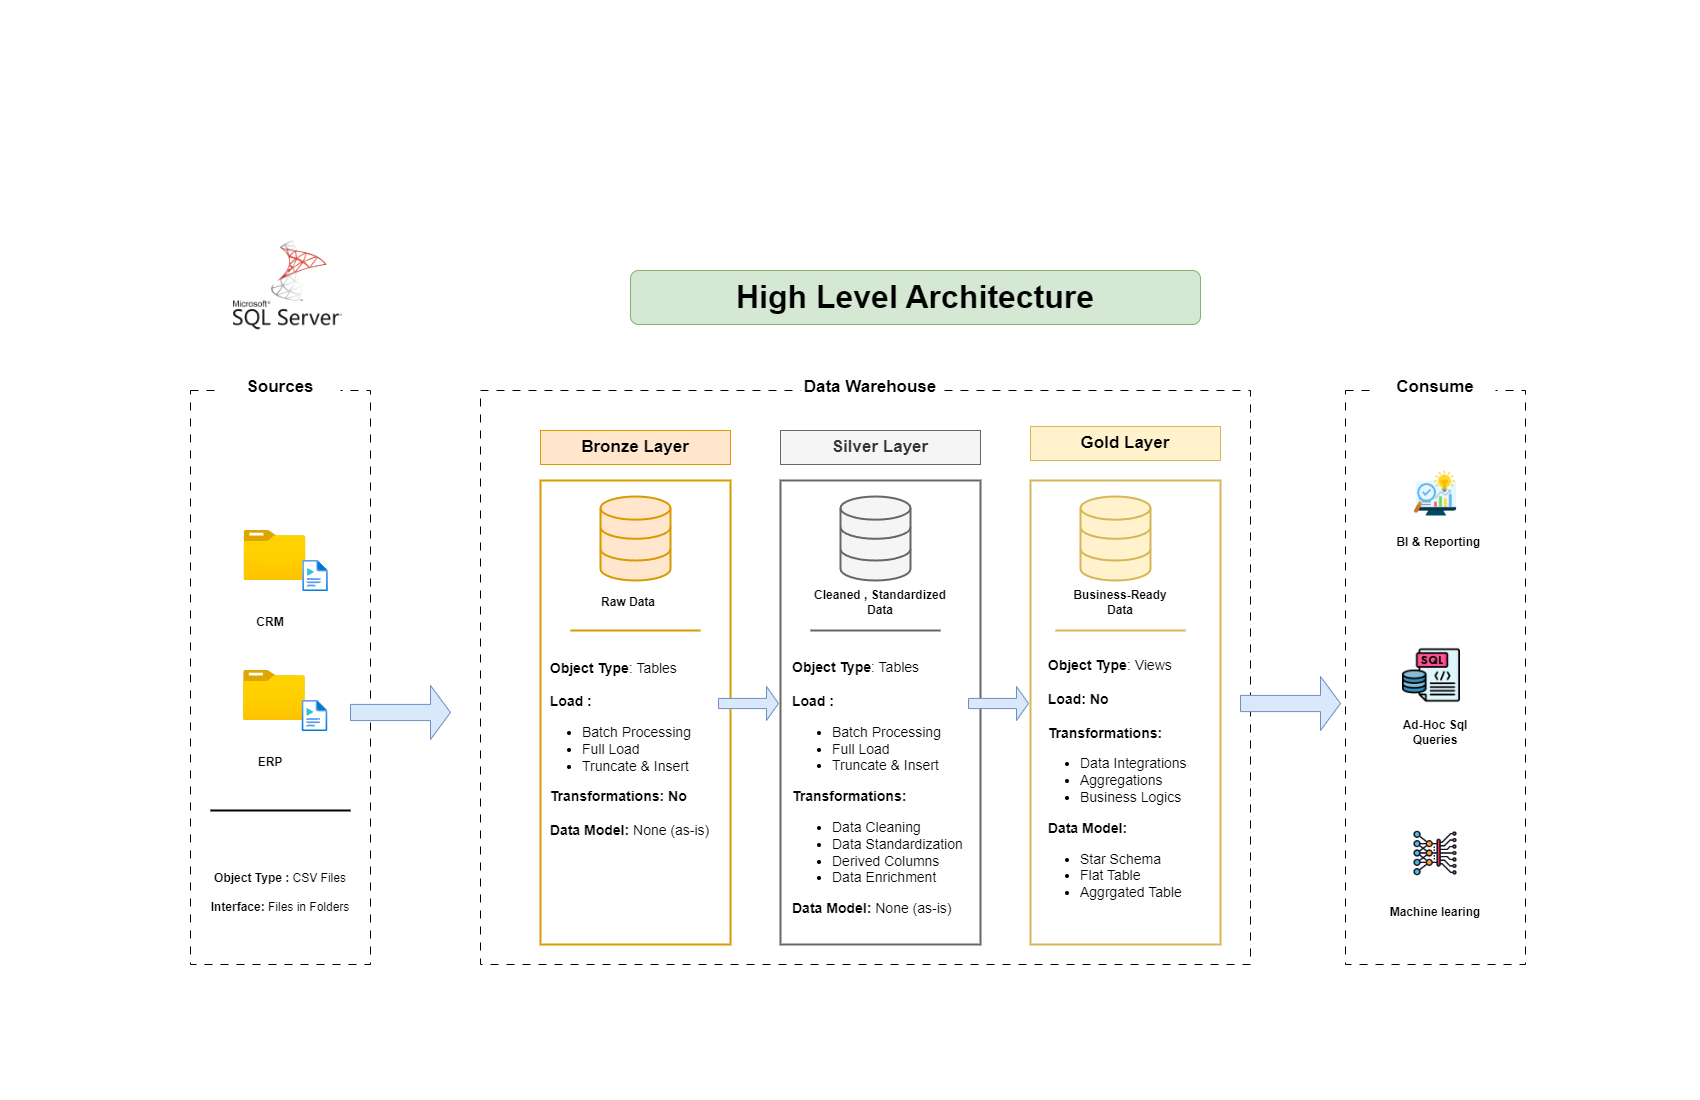 Microsoft®
SQL Server
High Level Architecture
Sources
CRM
ERP
Object Type : CSV Files
Interface: Files in Folders
Data Warehouse
Bronze Layer
Raw Data
Object Type: Tables
Load :
• Batch Processing
• Full Load
• Truncate & Insert
Transformations: No
Data Model: None (as-is)
Silver Layer
Cleaned , Standardized
Data
Object Type: Tables
Load :
• Batch Processing
• Full Load
• Truncate & Insert
Transformations:
• Data Cleaning
• Data Standardization
• Derived Columns
• Data Enrichment
Data Model: None (as-is)
Gold Layer
Business-Ready
Data
Object Type: Views
Load: No
Transformations:
• Data Integrations
• Aggregations
• Business Logics
Data Model:
• Star Schema
• Flat Table
• Aggrgated Table
Consume
BI & Reporting
SQL
</>
Ad-Hoc Sql
Queries
Machine learing